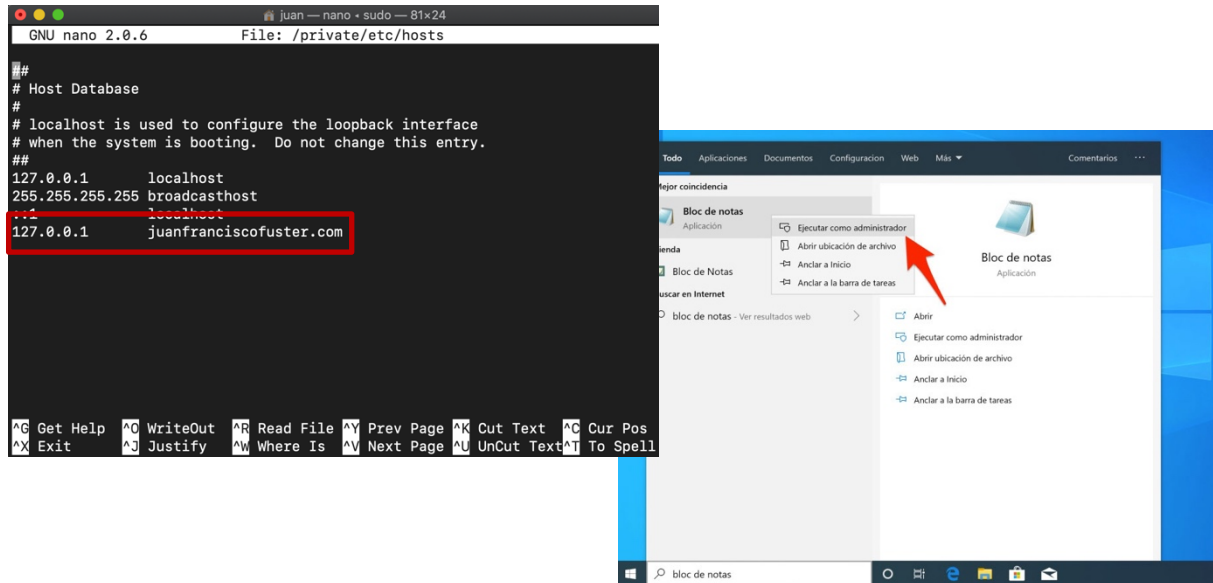 juan — nano • sudo — 81×24
GNU nano 2.0.6 File: /private/etc/hosts
##
# Host Database
#
# localhost is used to configure the loopback interface
# when the system is booting. Do not change this entry.
##
127.0.0.1 localhost
255.255.255.255 broadcasthost
::1 localhost
127.0.0.1 juanfranciscofuster.com
^G Get Help ^O WriteOut ^R Read File ^Y Prev Page ^K Cut Text ^C Cur Pos
^X Exit ^J Justify ^W Where Is ^V Next Page ^U UnCut Text ^T To Spell
Todo Aplicaciones Documentos Configuracion Web Más Comentarios ...
Mejor coincidencia
Bloc de notas
Aplicación
Ejecutar como administrador
Abrir ubicación de archivo
Anclar a Inicio
Anclar a la barra de tareas
Tienda
Bloc de Notas
Buscar en Internet
bloc de notas - Ver resultados web
Bloc de notas
Aplicación
Abrir
Ejecutar como administrador
Abrir ubicación de archivo
Anclar a Inicio
Anclar a la barra de tareas
bloc de notas